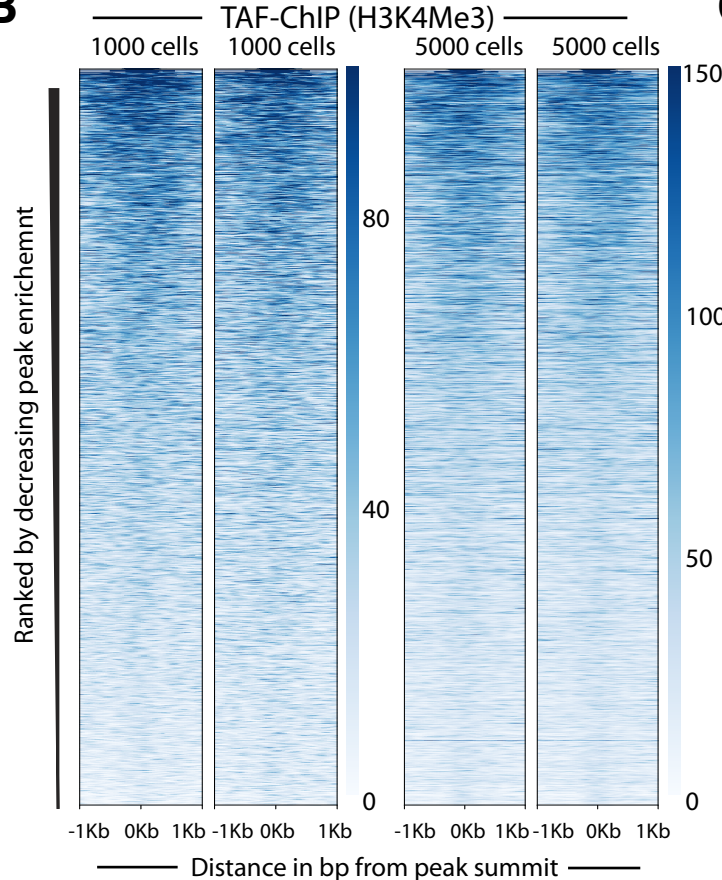 B
TAF-ChIP (H3K4Me3)
1000 cells 1000 cells 5000 cells 5000 cells
Ranked by decreasing peak enrichemnt
80
40
0
150
100
50
0
-1Kb 0Kb 1Kb -1Kb 0Kb 1Kb -1Kb 0Kb 1Kb -1Kb 0Kb 1Kb
Distance in bp from peak summit